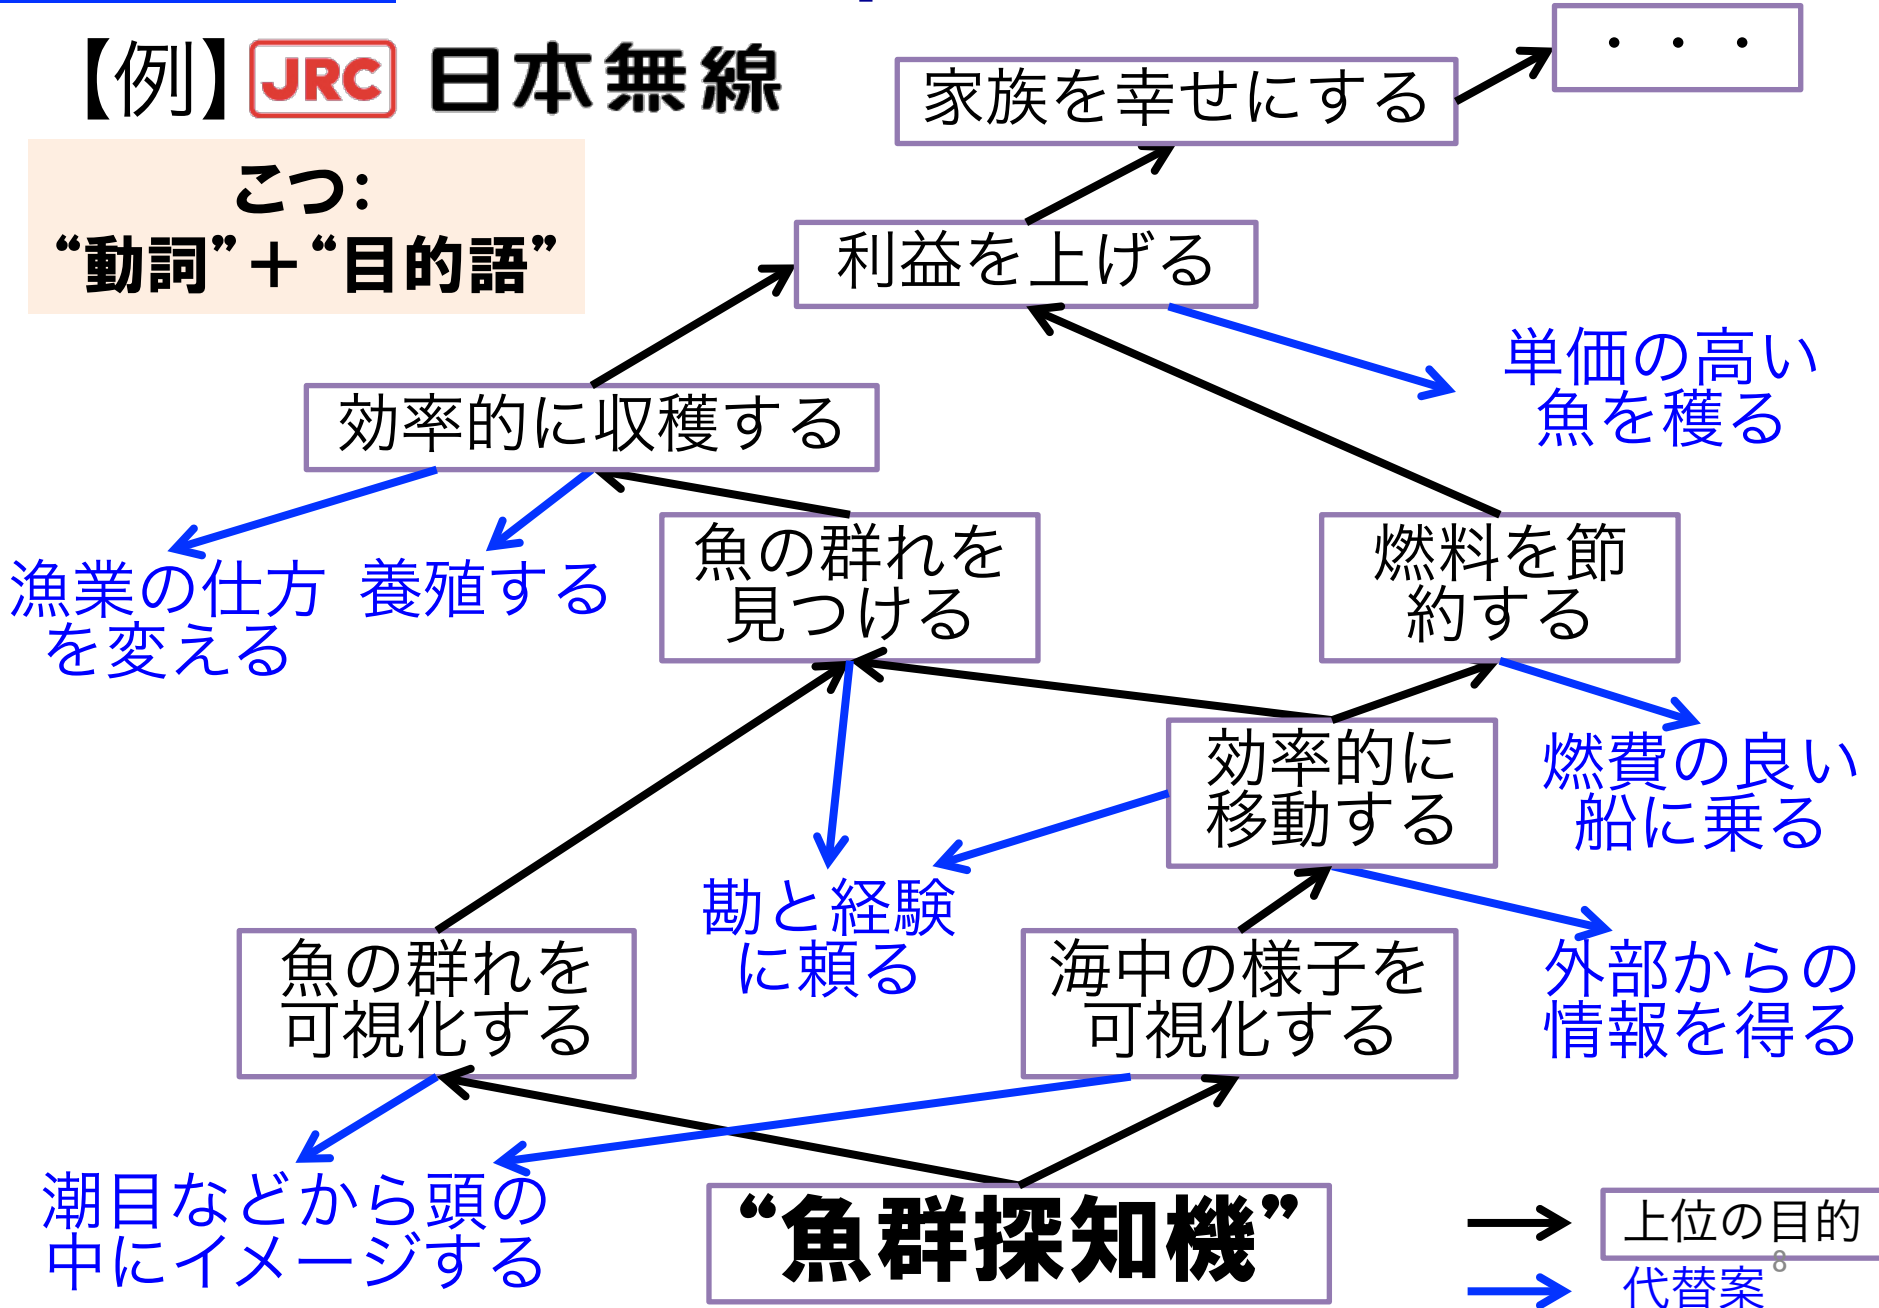 【例】JRC 日本無線
こつ：
“動詞”＋“目的語”
・・・
家族を幸せにする
利益を上げる
単価の高い
魚を穫る
効率的に収穫する
漁業の仕方
を変える
養殖する
魚の群れを
見つける
燃料を節
約する
効率的に
移動する
燃費の良い
船に乗る
勘と経験
に頼る
魚の群れを
可視化する
海中の様子を
可視化する
外部からの
情報を得る
潮目などから頭の
中にイメージする
“魚群探知機”
上位の目的
8
代替案